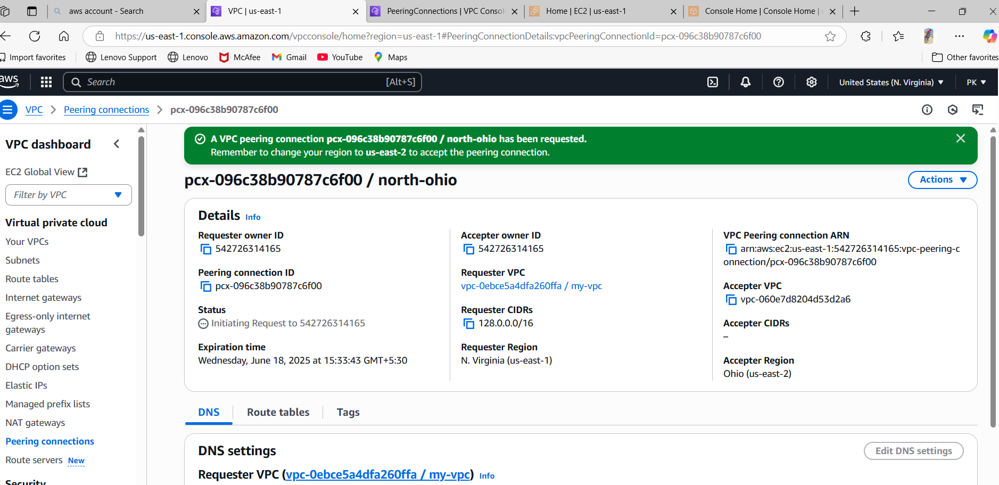 aws account - Search
VPC | us-east-1
PeeringConnections | VPC Conso
Home | EC2 | us-east-1
Console Home | Console Home |
https://us-east-1.console.aws.amazon.com/vpcconsole/home?region=us-east-1#PeeringConnectionDetails:vpcPeeringConnectionId=pcx-096c38b90787c6f00
Import favorites
Lenovo Support
Lenovo
McAfee
Gmail
YouTube
Maps
Other favorites
aws
Search
[Alt+S]
United States (N. Virginia)
PK
VPC
Peering connections
pcx-096c38b90787c6f00
VPC dashboard
EC2 Global View
Filter by VPC
Virtual private cloud
Your VPCs
Subnets
Route tables
Internet gateways
Egress-only internet
gateways
Carrier gateways
DHCP option sets
Elastic IPs
Managed prefix lists
NAT gateways
Peering connections
Route servers New
Security
A VPC peering connection pcx-096c38b90787c6f00 / north-ohio has been requested.
Remember to change your region to us-east-2 to accept the peering connection.
pcx-096c38b90787c6f00 / north-ohio
Actions
Details Info
Requester owner ID
542726314165
Peering connection ID
pcx-096c38b90787c6f00
Status
Initiating Request to 542726314165
Expiration time
Wednesday, June 18, 2025 at 15:33:43 GMT+5:30
Accepter owner ID
542726314165
Requester VPC
vpc-0ebce5a4dfa260ffa / my-vpc
Requester CIDRs
128.0.0.0/16
Requester Region
N. Virginia (us-east-1)
VPC Peering connection ARN
arn:aws:ec2:us-east-1:542726314165:vpc-peering-c
onnection/pcx-096c38b90787c6f00
Accepter VPC
vpc-060e7d8204d53d2a6
Accepter CIDRs
–
Accepter Region
Ohio (us-east-2)
DNS
Route tables
Tags
DNS settings
Edit DNS settings
Requester VPC (vpc-0ebce5a4dfa260ffa / my-vpc) Info